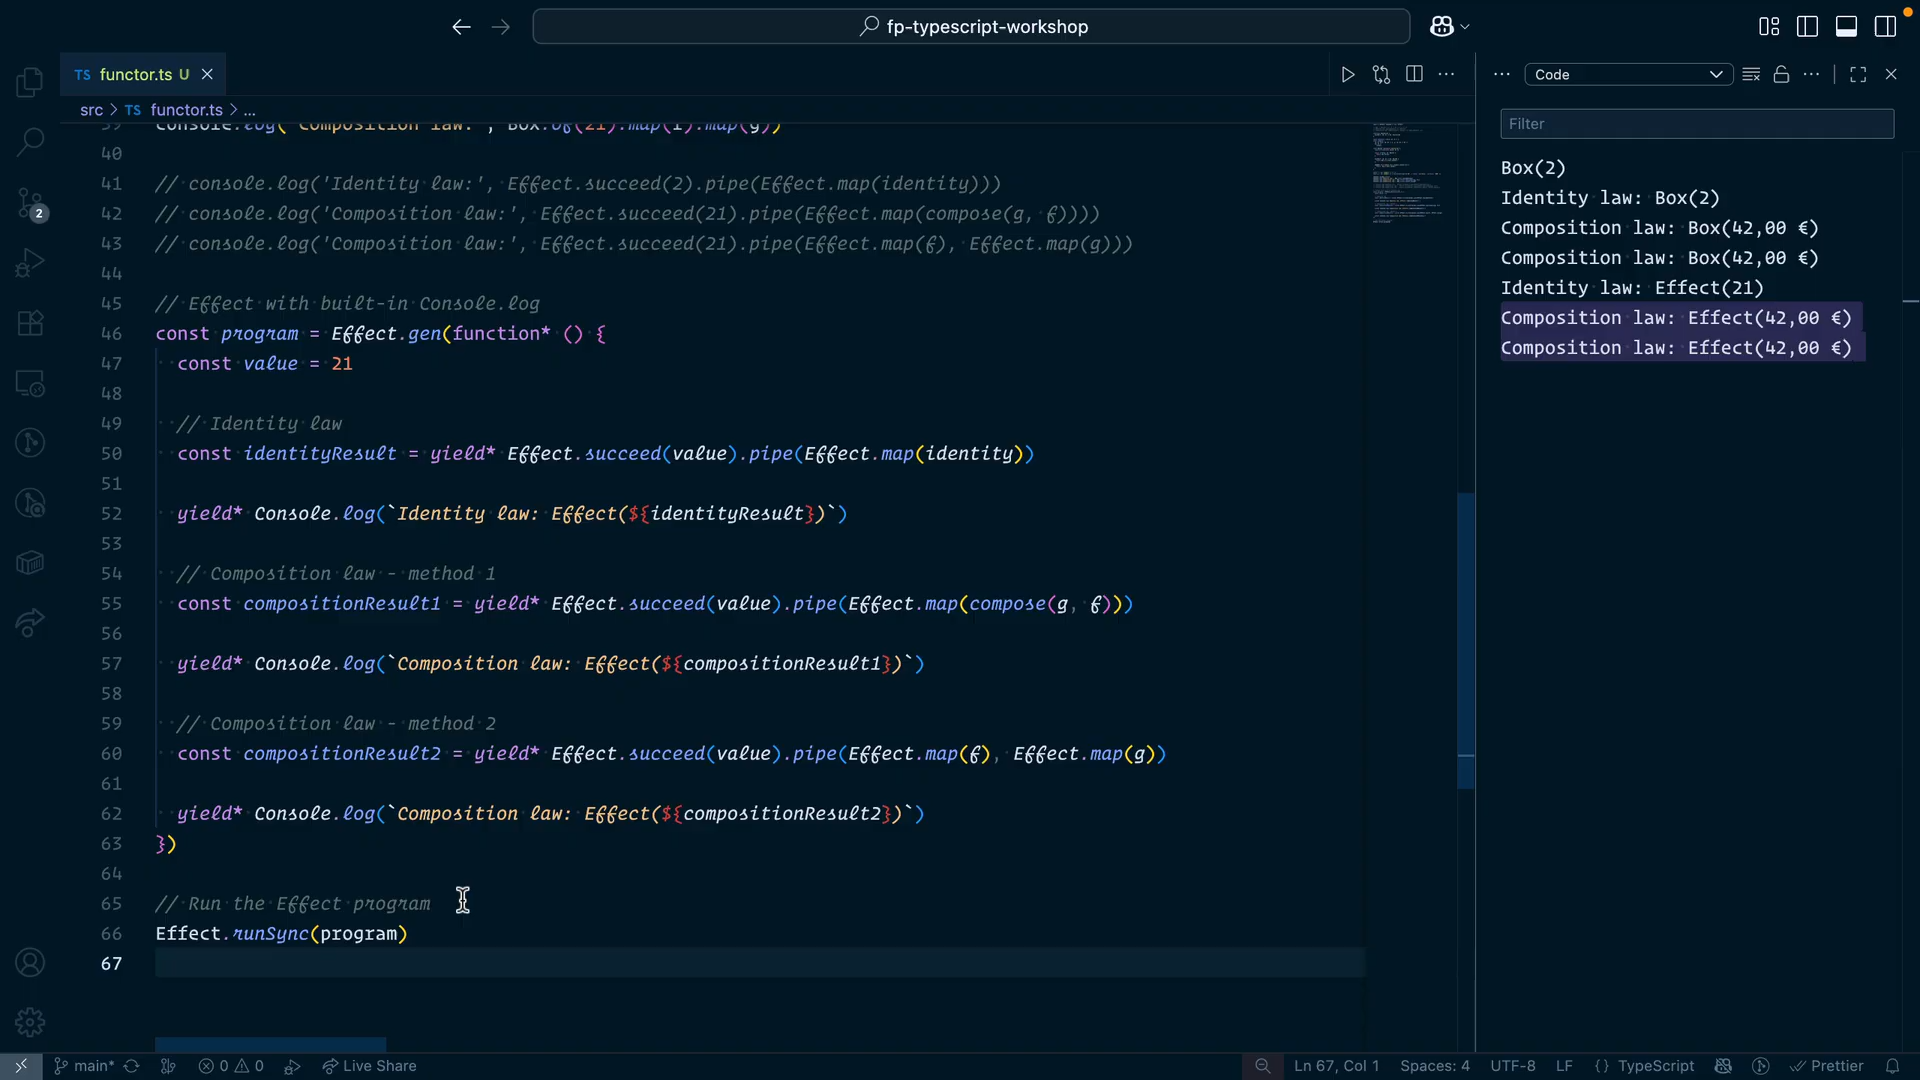 fp-typescript-workshop
TS functor.ts U
Code
src > TS functor.ts > ...
Filter
39 console.log('Composition law:', Box.of(21).map(f).map(g))
40
41 // console.log('Identity law:', Effect.succeed(2).pipe(Effect.map(identity)))
42 // console.log('Composition law:', Effect.succeed(21).pipe(Effect.map(compose(g, f))))
43 // console.log('Composition law:', Effect.succeed(21).pipe(Effect.map(f), Effect.map(g)))
44
45 // Effect with built-in Console.log
46 const program = Effect.gen(function* () {
47 const value = 21
48
49 // Identity law
50 const identityResult = yield* Effect.succeed(value).pipe(Effect.map(identity))
51
52 yield* Console.log(`Identity law: Effect(${identityResult})`)
53
54 // Composition law - method 1
55 const compositionResult1 = yield* Effect.succeed(value).pipe(Effect.map(compose(g, f)))
56
57 yield* Console.log(`Composition law: Effect(${compositionResult1})`)
58
59 // Composition law - method 2
60 const compositionResult2 = yield* Effect.succeed(value).pipe(Effect.map(f), Effect.map(g))
61
62 yield* Console.log(`Composition law: Effect(${compositionResult2})`)
63 })
64
65 // Run the Effect program
66 Effect.runSync(program)
67
Box(2)
Identity law: Box(2)
Composition law: Box(42,00 €)
Composition law: Box(42,00 €)
Identity law: Effect(21)
Composition law: Effect(42,00 €)
Composition law: Effect(42,00 €)
2
main* 0 0 Live Share
Ln 67, Col 1 Spaces: 4 UTF-8 LF {} TypeScript Prettier